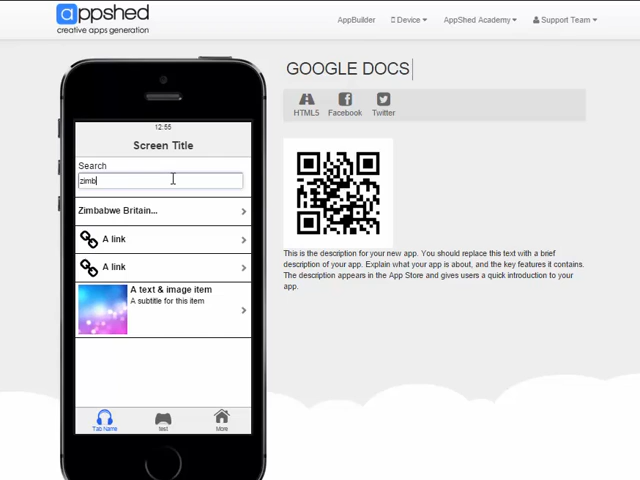 appshed
creative apps generation
AppBuilder
Device
AppShed Academy
Support Team
GOOGLE DOCS
HTML5
Facebook
Twitter
12:55
Screen Title
Search
zimb
Zimbabwe Britain...
A link
A link
A text & image item
A subtitle for this item
Tab Name
test
More
This is the description for your new app. You should replace this text with a brief
description of your app. Explain what your app is about, and the key features it contains.
The description appears in the App Store and gives users a quick introduction to your
app.